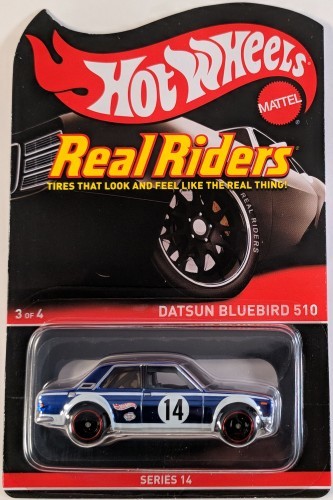 Hot Wheels
MATTEL
®
Real Riders®
TIRES THAT LOOK AND FEEL LIKE THE REAL THING!
REAL RIDERS
3 OF 4
DATSUN BLUEBIRD 510
14
SERIES 14